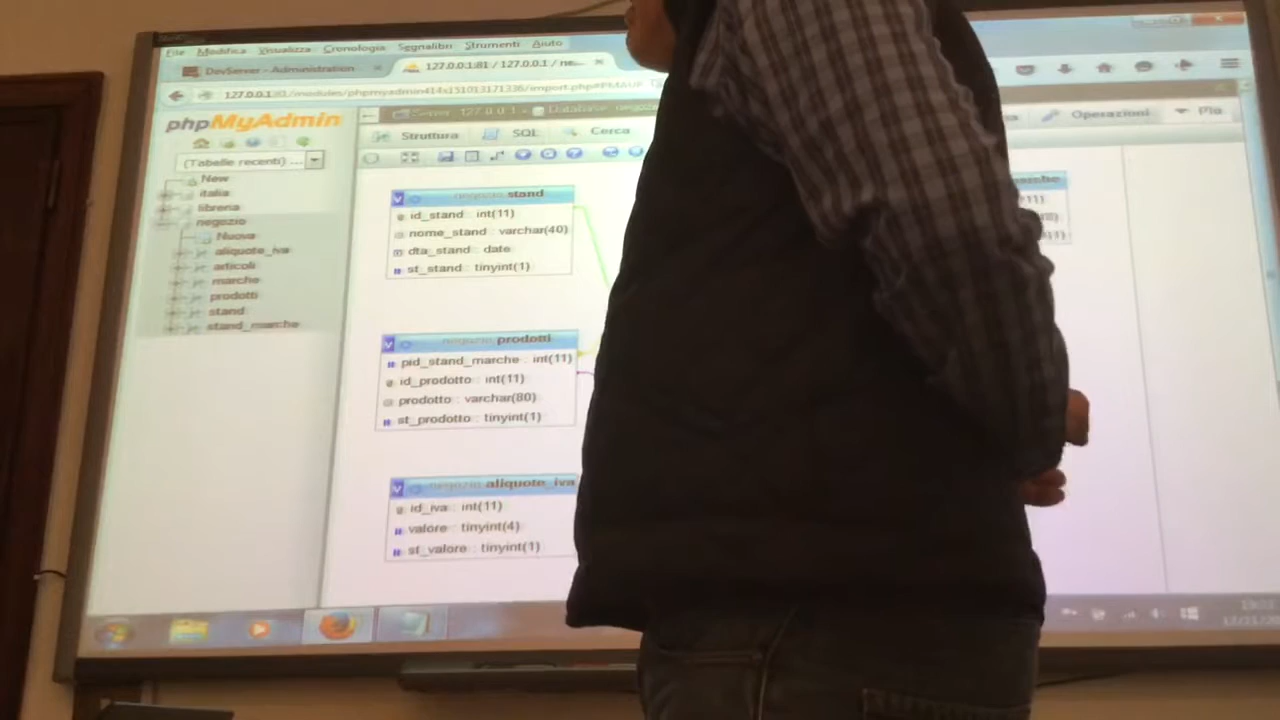 File Modifica Visualizza Cronologia Segnalibri Strumenti Aiuto
DevServer - Administration
127.0.0.1:81 / 127.0.0.1 / ne...
phpMyAdmin
Struttura SQL Cerca
Operazioni
(Tabelle recenti) ...
New
italia
libreria
negozio
Nuova
aliquote_iva
articoli
marche
prodotti
stand
stand_marche
negozio stand
id_stand : int(11)
nome_stand : varchar(40)
dta_stand : date
st_stand : tinyint(1)
negozio prodotti
pid_stand_marche : int(11)
id_prodotto : int(11)
prodotto : varchar(80)
st_prodotto : tinyint(1)
negozio aliquote_iva
id_iva : int(11)
valore : tinyint(4)
st_valore : tinyint(1)